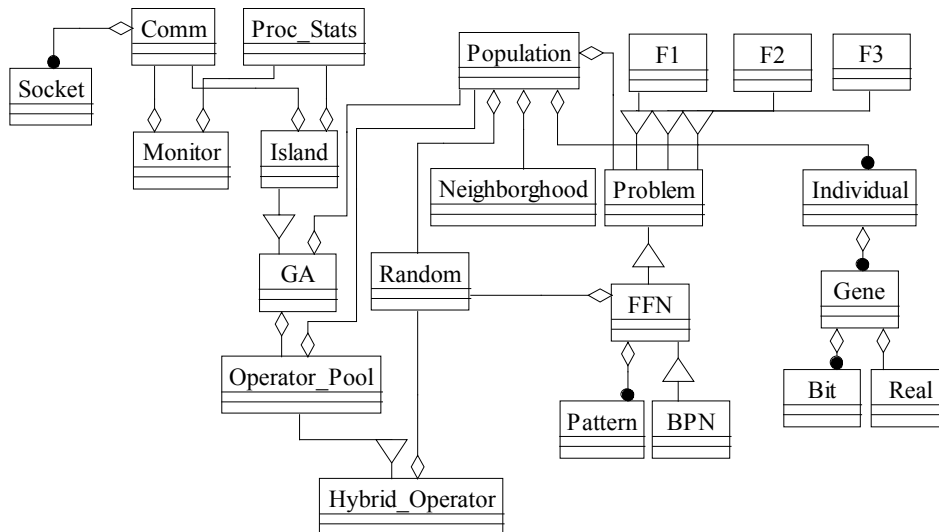 Comm
Proc_Stats
Population
F1
F2
F3
Socket
Monitor
Island
Neighborghood
Problem
Individual
GA
Random
FFN
Gene
Operator_Pool
Pattern
BPN
Bit
Real
Hybrid_Operator